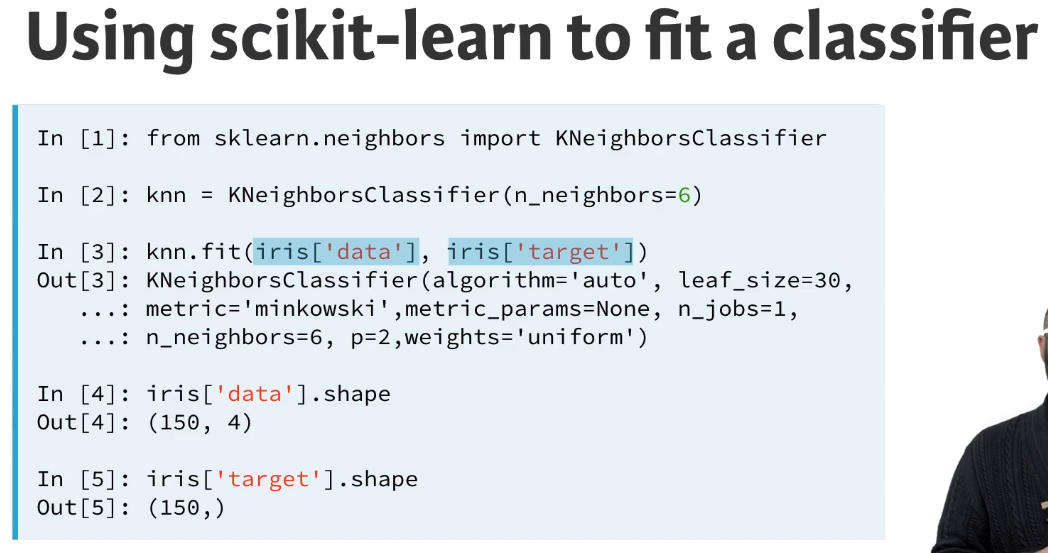 Using scikit-learn to fit a classifier
In [1]: from sklearn.neighbors import KNeighborsClassifier
In [2]: knn = KNeighborsClassifier(n_neighbors=6)
In [3]: knn.fit(iris['data'], iris['target'])
Out[3]: KNeighborsClassifier(algorithm='auto', leaf_size=30,
...: metric='minkowski',metric_params=None, n_jobs=1,
...: n_neighbors=6, p=2,weights='uniform')
In [4]: iris['data'].shape
Out[4]: (150, 4)
In [5]: iris['target'].shape
Out[5]: (150,)